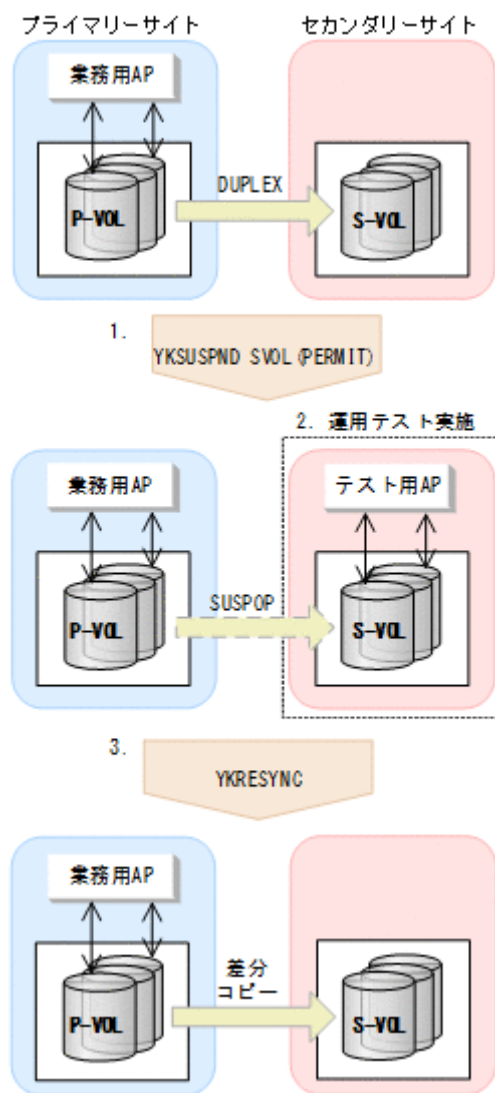 プライマリーサイト
セカンダリーサイト
業務用AP
P-VOL
DUPLEX
S-VOL
1.
YKSUSPND SVOL(PERMIT)
2. 運用テスト実施
業務用AP
テスト用AP
P-VOL
SUSPOP
S-VOL
3.
YKRESYNC
業務用AP
P-VOL
差分
コピー
S-VOL